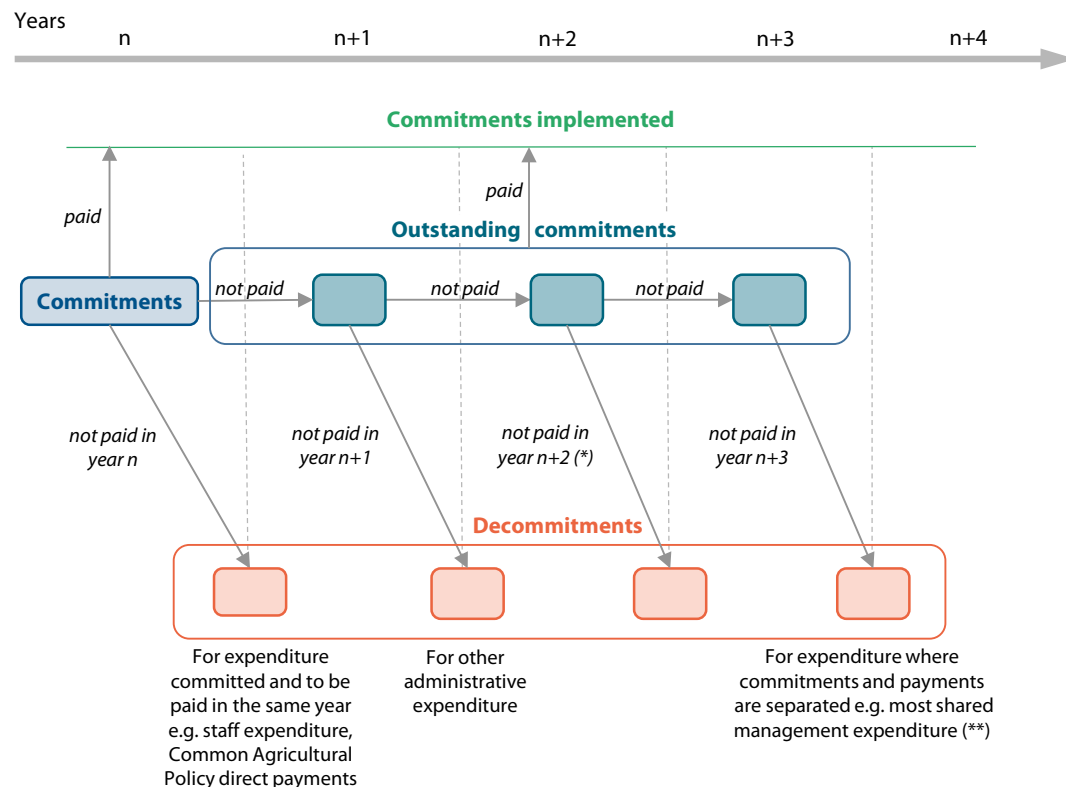 Years
n
n+1
n+2
n+3
n+4
Commitments implemented
paid
paid
Outstanding commitments
Commitments
not paid
not paid
not paid
not paid in
year n
not paid in
year n+1
not paid in
year n+2 (*)
not paid in
year n+3
Decommitments
For expenditure
committed and to be
paid in the same year
e.g. staff expenditure,
Common Agricultural
Policy direct payments
For other
administrative
expenditure
For expenditure where
commitments and payments
are separated e.g. most shared
management expenditure (**)